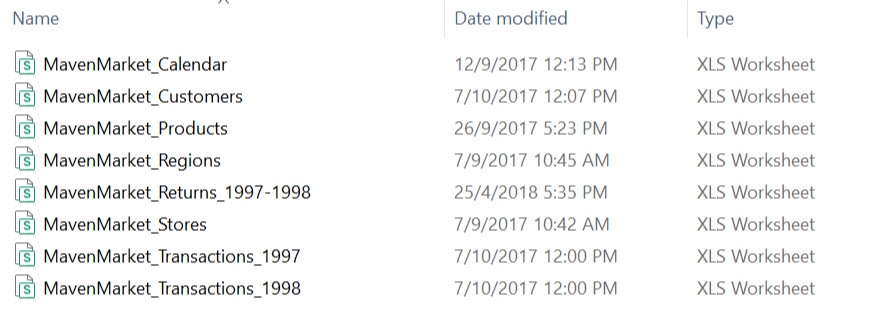 Name Date modified Type
MavenMarket_Calendar 12/9/2017 12:13 PM XLS Worksheet
MavenMarket_Customers 7/10/2017 12:07 PM XLS Worksheet
MavenMarket_Products 26/9/2017 5:23 PM XLS Worksheet
MavenMarket_Regions 7/9/2017 10:45 AM XLS Worksheet
MavenMarket_Returns_1997-1998 25/4/2018 5:35 PM XLS Worksheet
MavenMarket_Stores 7/9/2017 10:42 AM XLS Worksheet
MavenMarket_Transactions_1997 7/10/2017 12:00 PM XLS Worksheet
MavenMarket_Transactions_1998 7/10/2017 12:00 PM XLS Worksheet